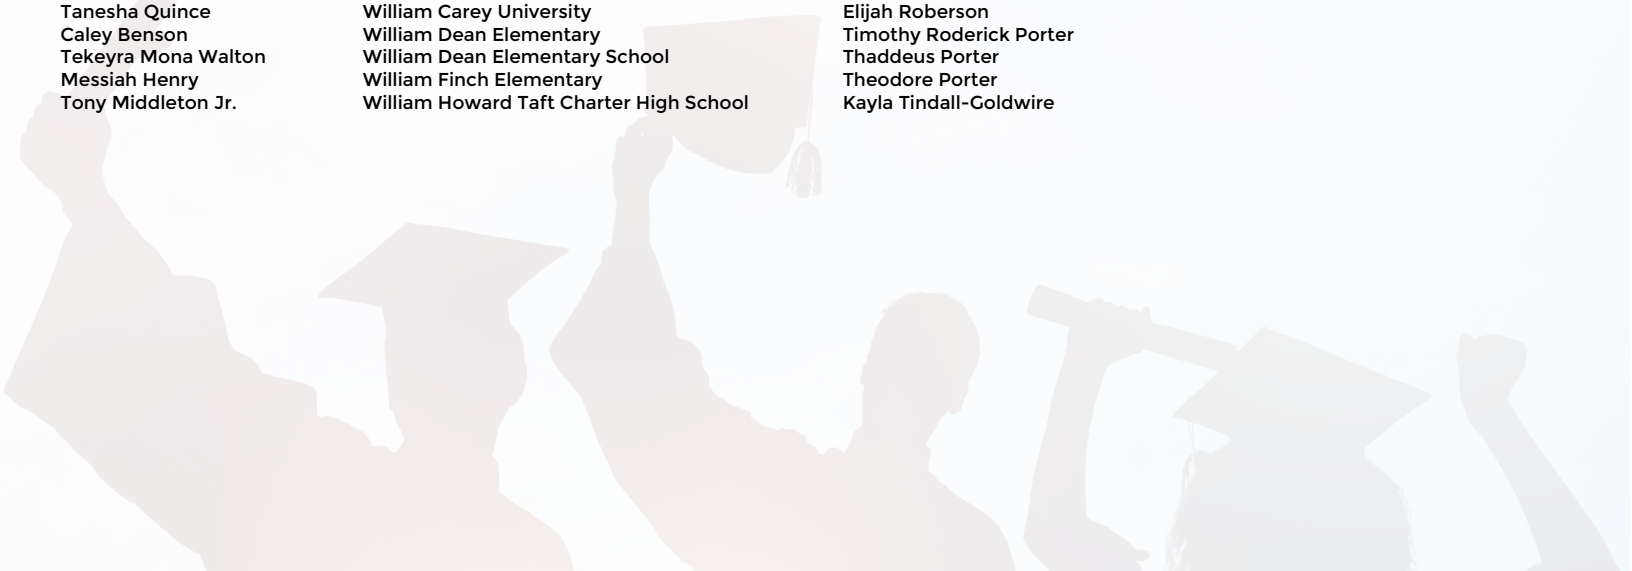 Tanesha Quince William Carey University Elijah Roberson
Caley Benson William Dean Elementary Timothy Roderick Porter
Tekeyra Mona Walton William Dean Elementary School Thaddeus Porter
Messiah Henry William Finch Elementary Theodore Porter
Tony Middleton Jr. William Howard Taft Charter High School Kayla Tindall-Goldwire